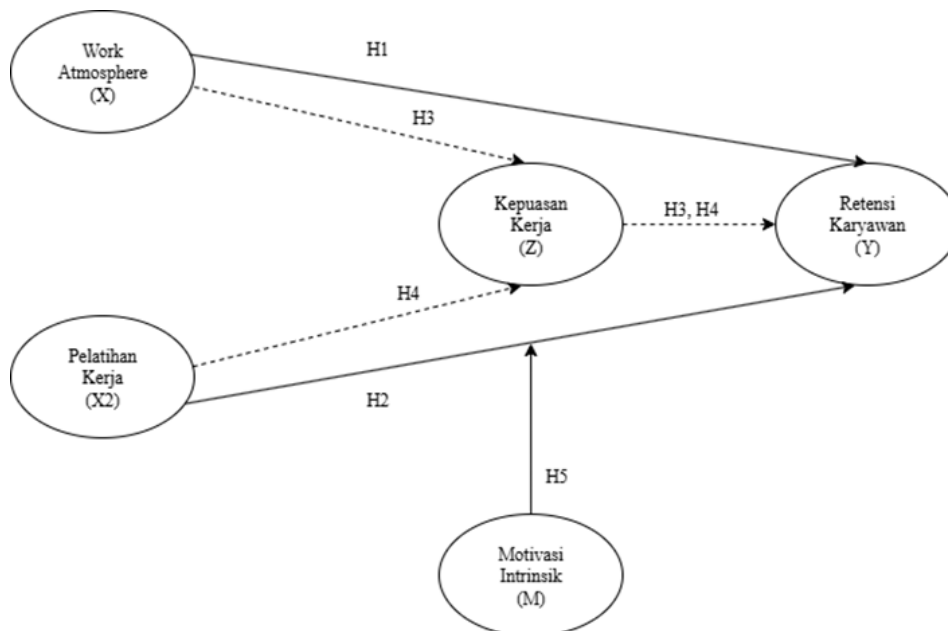 Work
Atmosphere
(X)
H1
H3
Kepuasan
Kerja
(Z)
H3, H4
Retensi
Karyawan
(Y)
H4
Pelatihan
Kerja
(X2)
H2
H5
Motivasi
Intrinsik
(M)